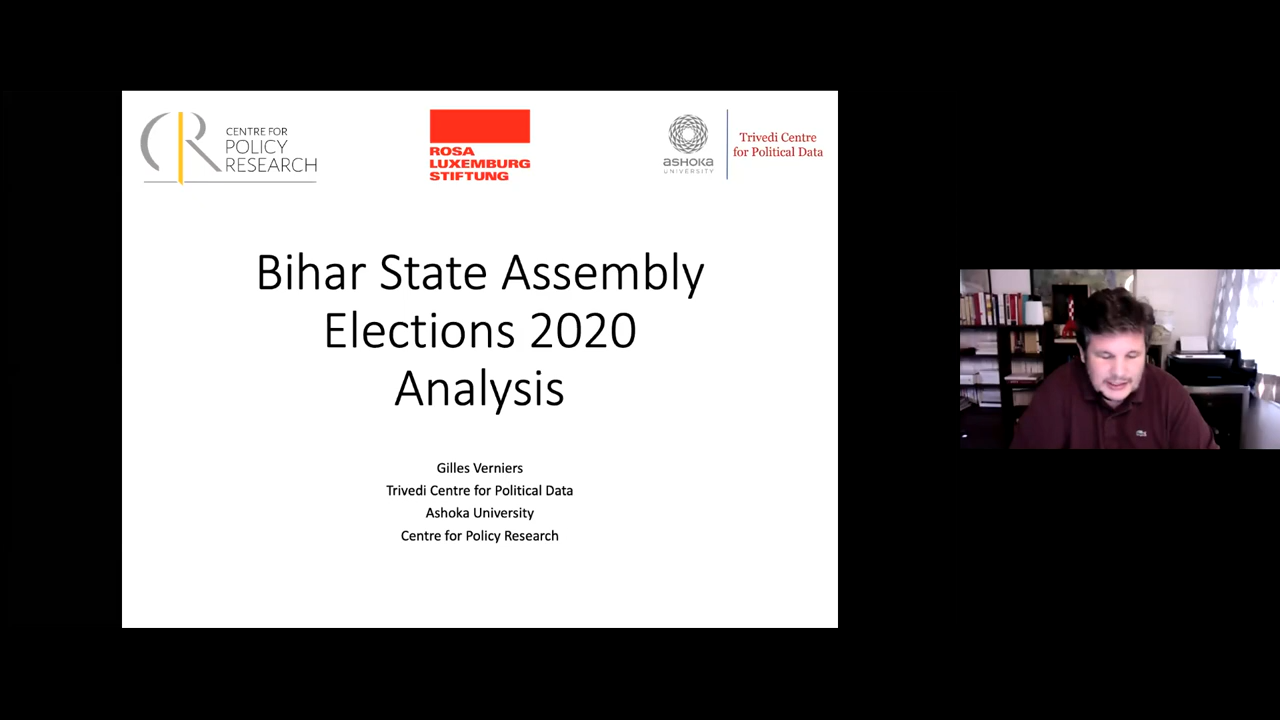 CENTRE FOR
POLICY
RESEARCH
ROSA
LUXEMBURG
STIFTUNG
ASHOKA
UNIVERSITY
Trivedi Centre
for Political Data
Bihar State Assembly
Elections 2020
Analysis
Gilles Verniers
Trivedi Centre for Political Data
Ashoka University
Centre for Policy Research